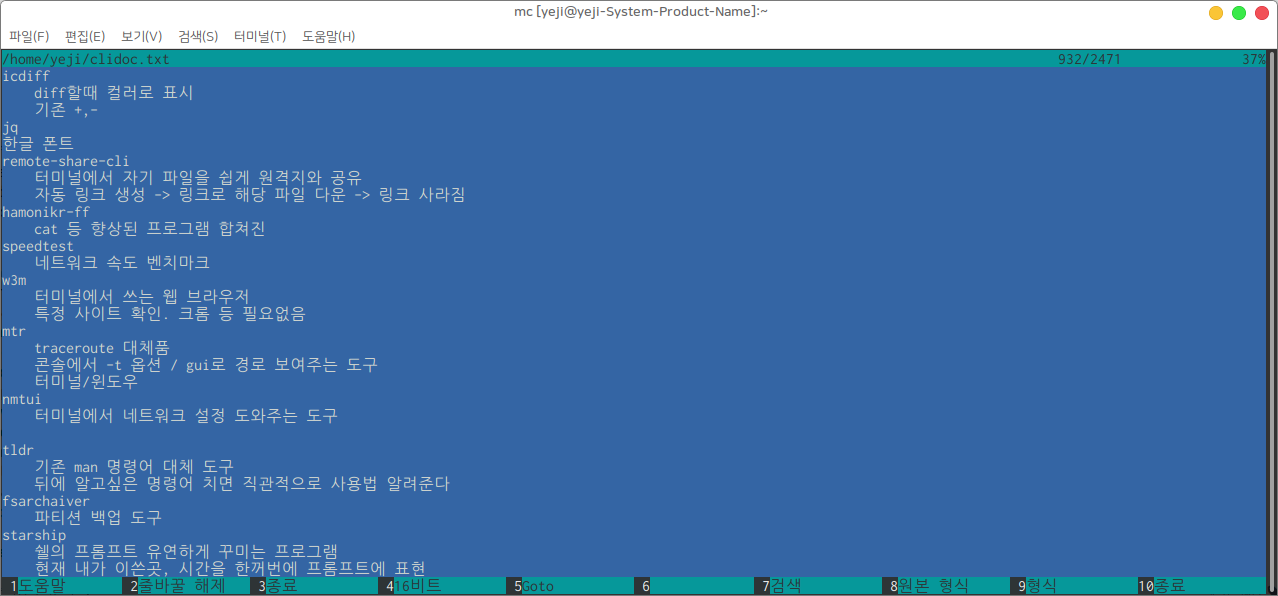 mc [yeji@yeji-System-Product-Name]:~
파일(F) 편집(E) 보기(V) 검색(S) 터미널(T) 도움말(H)
/home/yeji/clidoc.txt 932/2471 37%
icdiff
diff할때 컬러로 표시
기존 +,-
jq
한글 폰트
remote-share-cli
터미널에서 자기 파일을 쉽게 원격지와 공유
자동 링크 생성 -> 링크로 해당 파일 다운 -> 링크 사라짐
hamonikr-ff
cat 등 향상된 프로그램 합쳐진
speedtest
네트워크 속도 벤치마크
w3m
터미널에서 쓰는 웹 브라우저
특정 사이트 확인. 크롬 등 필요없음
mtr
traceroute 대체품
콘솔에서 -t 옵션 / gui로 경로 보여주는 도구
터미널/윈도우
nmtui
터미널에서 네트워크 설정 도와주는 도구
tldr
기존 man 명령어 대체 도구
뒤에 알고싶은 명령어 치면 직관적으로 사용법 알려준다
fsarchaiver
파티션 백업 도구
starship
쉘의 프롬프트 유연하게 꾸미는 프로그램
현재 내가 이쓴곳, 시간을 한꺼번에 프롬프트에 표현
1도움말 2줄바꿈 해제 3종료 416비트 5Goto 6 7검색 8원본 형식 9형식 10종료